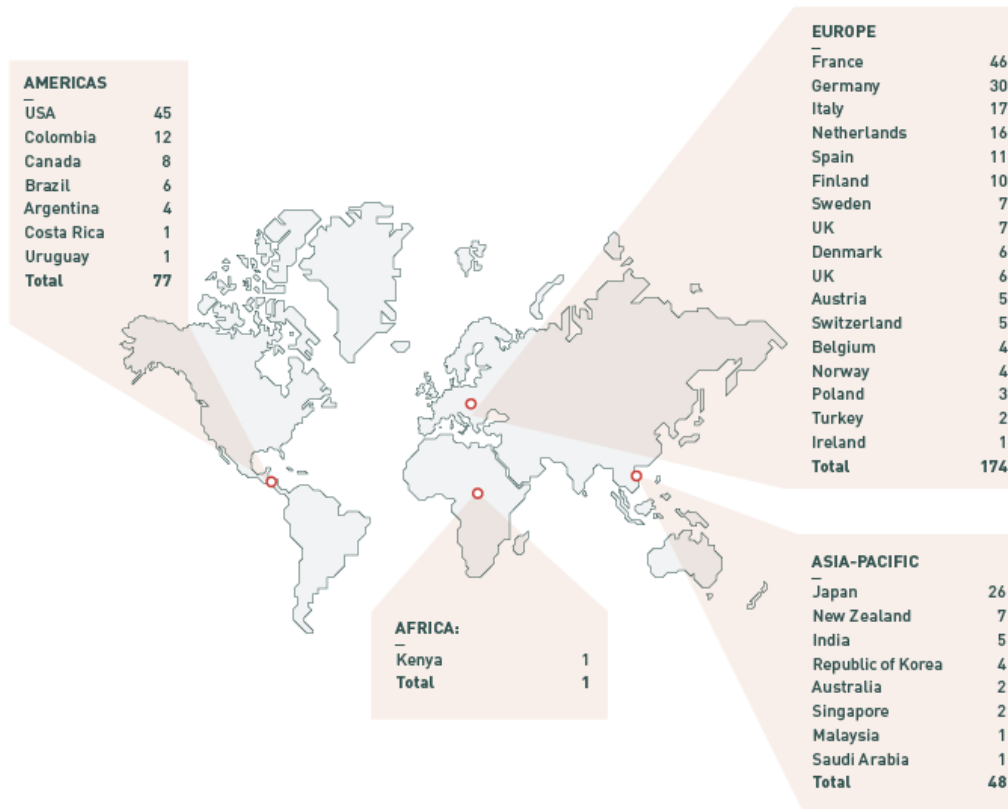 AMERICAS
USA 45
Colombia 12
Canada 8
Brazil 6
Argentina 4
Costa Rica 1
Uruguay 1
Total 77
EUROPE
France 46
Germany 30
Italy 17
Netherlands 16
Spain 11
Finland 10
Sweden 7
UK 7
Denmark 6
UK 6
Austria 5
Switzerland 5
Belgium 4
Norway 4
Poland 3
Turkey 2
Ireland 1
Total 174
AFRICA:
Kenya 1
Total 1
ASIA-PACIFIC
Japan 26
New Zealand 7
India 5
Republic of Korea 4
Australia 2
Singapore 2
Malaysia 1
Saudi Arabia 1
Total 48